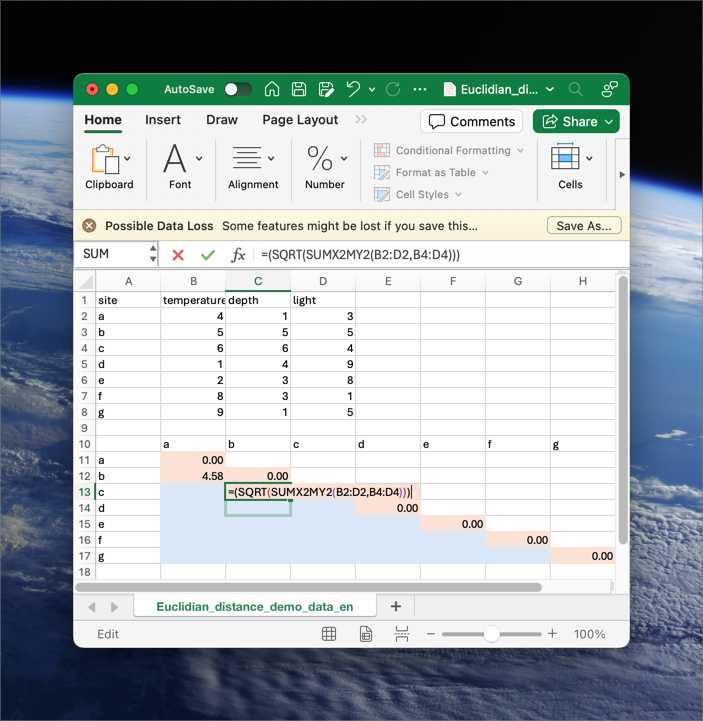 AutoSave
Euclidian_di...
Home Insert Draw Page Layout
Comments
Share
Clipboard
Font
Alignment
%
Number
Conditional Formatting
Format as Table
Cell Styles
Cells
Possible Data Loss Some features might be lost if you save this...
Save As...
SUM fx =(SQRT(SUMX2MY2(B2:D2,B4:D4)))
A B C D E F G H
1 site temperature depth light
2 a 4 1 3
3 b 5 5 5
4 c 6 6 4
5 d 1 4 9
6 e 2 3 8
7 f 8 3 1
8 g 9 1 5
9
10 a b c d e f g
11 a 0.00
12 b 4.58 0.00
13 c =(SQRT(SUMX2MY2(B2:D2,B4:D4)))
14 d 0.00
15 e 0.00
16 f 0.00
17 g 0.00
18
Euclidian_distance_demo_data_en
Edit 100%